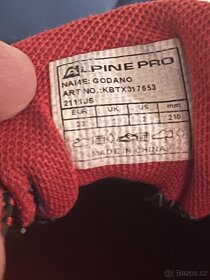 ALPINE PRO
NAME: GODANO
ART NO.: KBTX317653
2111JS
EUR UK US mm
33 1 2 210
MADE IN CHINA
bazos.cz